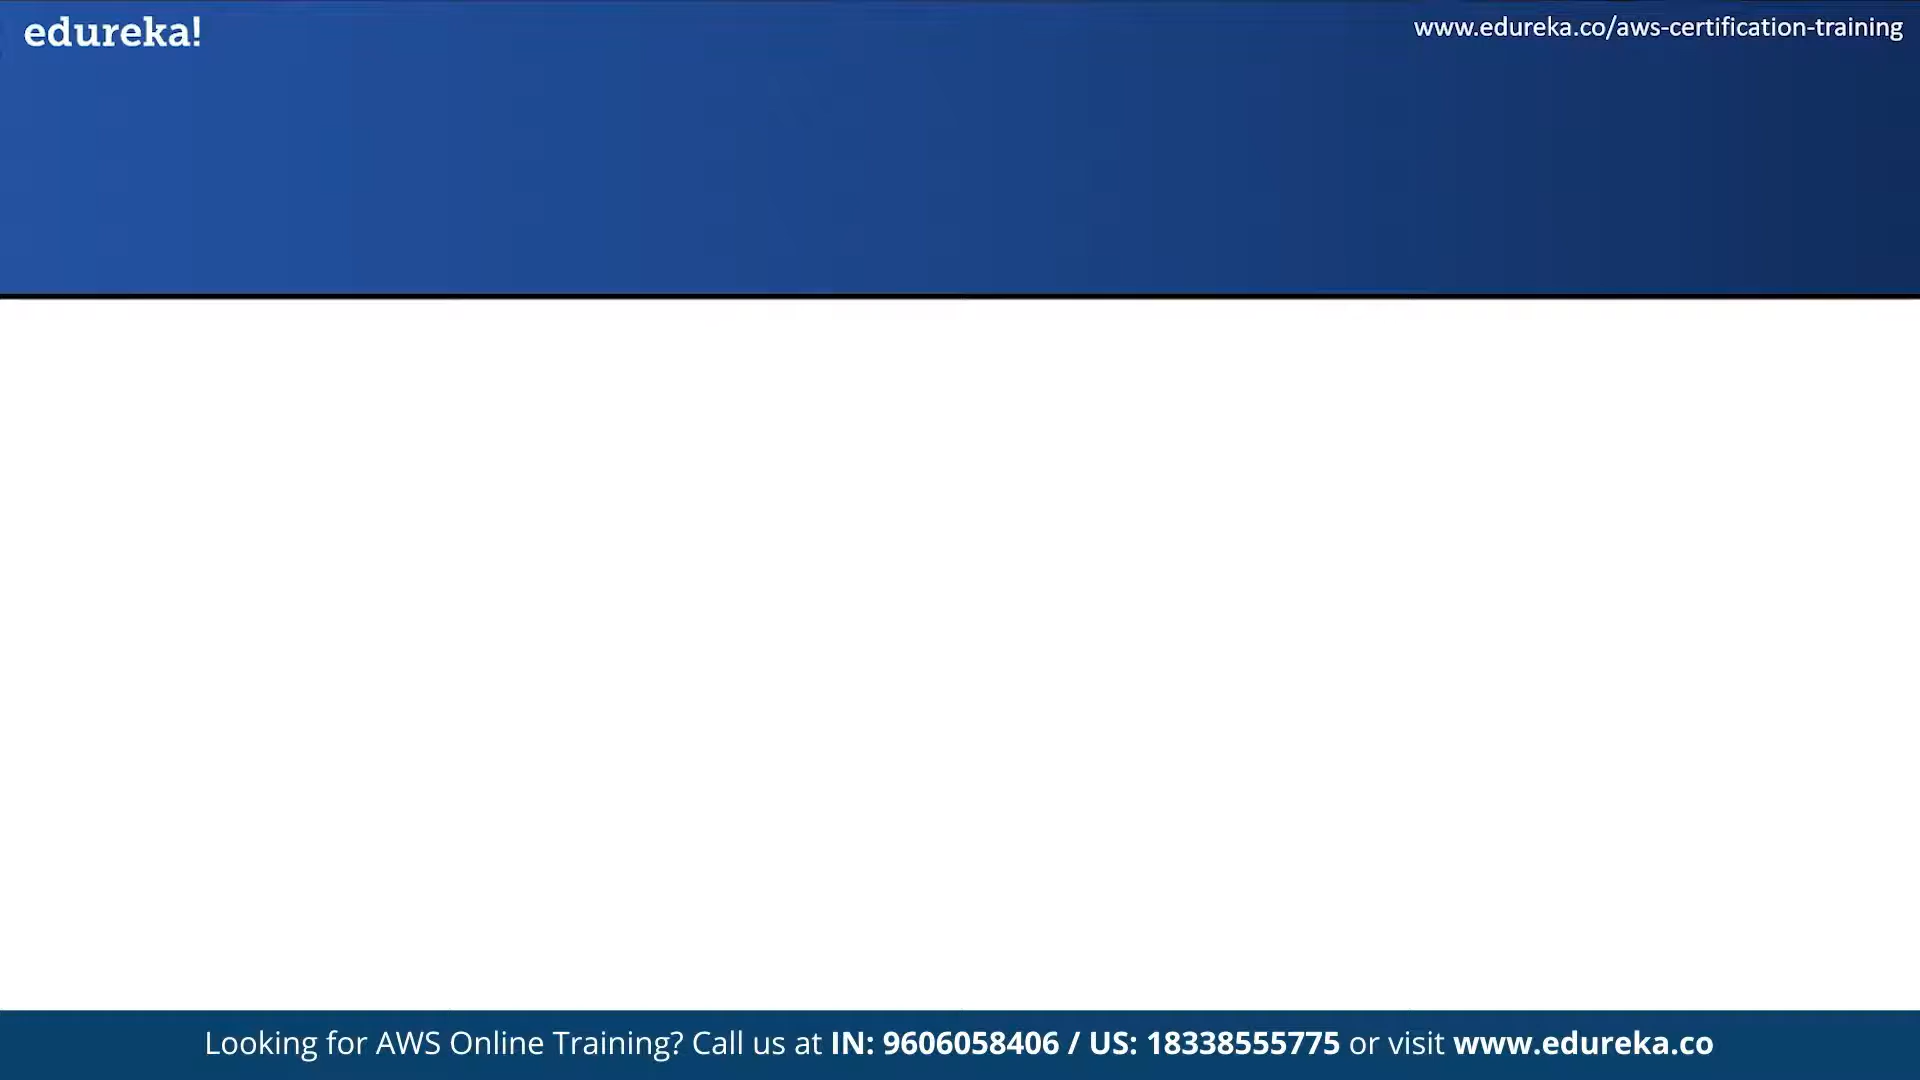 edureka!
www.edureka.co/aws-certification-training
Looking for AWS Online Training? Call us at IN: 9606058406 / US: 18338555775 or visit www.edureka.co